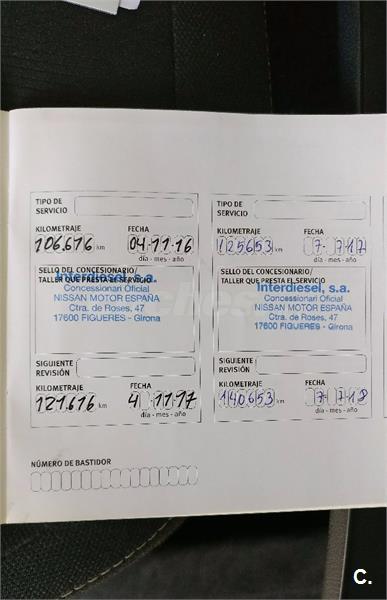 TIPO DE
SERVICIO
KILOMETRAJE FECHA
106.616 km 04-11-16
día - mes - año
SELLO DEL CONCESIONARIO/
TALLER QUE PRESTA EL SERVICIO
Interdiesel, s.a.
Concessionari Oficial
NISSAN MOTOR ESPAÑA
Ctra. de Roses, 47
17600 FIGUERES - Girona
SIGUIENTE
REVISIÓN
KILOMETRAJE FECHA
121.616 km 4 11 17
día - mes - año
TIPO DE
SERVICIO
KILOMETRAJE FECHA
125653 km 7-7-17
día - mes - año
SELLO DEL CONCESIONARIO/
TALLER QUE PRESTA EL SERVICIO
Interdiesel, s.a.
Concessionari Oficial
NISSAN MOTOR ESPAÑA
Ctra. de Roses, 47
17600 FIGUERES - Girona
SIGUIENTE
REVISIÓN
KILOMETRAJE FECHA
140653 km 7-7-18
día - mes - año
NÚMERO DE BASTIDOR
C.